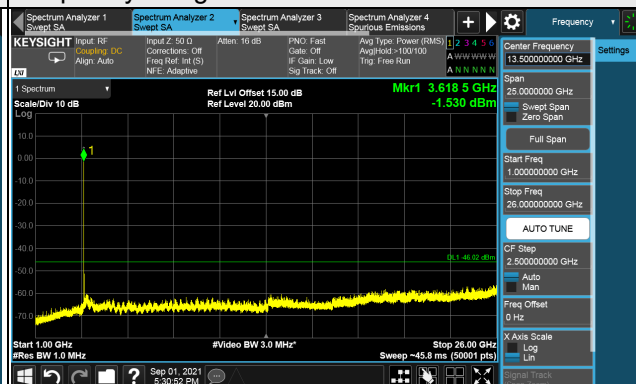 Spectrum Analyzer 1
Swept SA
Spectrum Analyzer 2
Swept SA
Spectrum Analyzer 3
Swept SA
Spectrum Analyzer 4
Spurious Emissions
Frequency
KEYSIGHT
Input: RF
Coupling: DC
Align: Auto
Input Z: 50 Ω
Corrections: Off
Freq Ref: Int (S)
NFE: Adaptive
Atten: 16 dB
PNO: Fast
Gate: Off
IF Gain: Low
Sig Track: Off
Avg Type: Power (RMS)
Avg|Hold:>100/100
Trig: Free Run
1 2 3 4 5 6
A W W W W W
A N N N N N
LXI
1 Spectrum
Scale/Div 10 dB
Log
Ref Lvl Offset 15.00 dB
Ref Level 20.00 dBm
Mkr1 3.618 5 GHz
-1.530 dBm
10.0
0.00
-10.0
-20.0
-30.0
-40.0
-50.0
-60.0
-70.0
1
DL1 -46.02 dBm
Start 1.00 GHz
#Res BW 1.0 MHz
#Video BW 3.0 MHz*
Stop 26.00 GHz
Sweep ~45.8 ms (50001 pts)
Sep 01, 2021
5:30:52 PM
Center Frequency
13.500000000 GHz
Settings
Span
25.0000000 GHz
Swept Span
Zero Span
Full Span
Start Freq
1.000000000 GHz
Stop Freq
26.000000000 GHz
AUTO TUNE
CF Step
2.500000000 GHz
Auto
Man
Freq Offset
0 Hz
X Axis Scale
Log
Lin
Signal Track